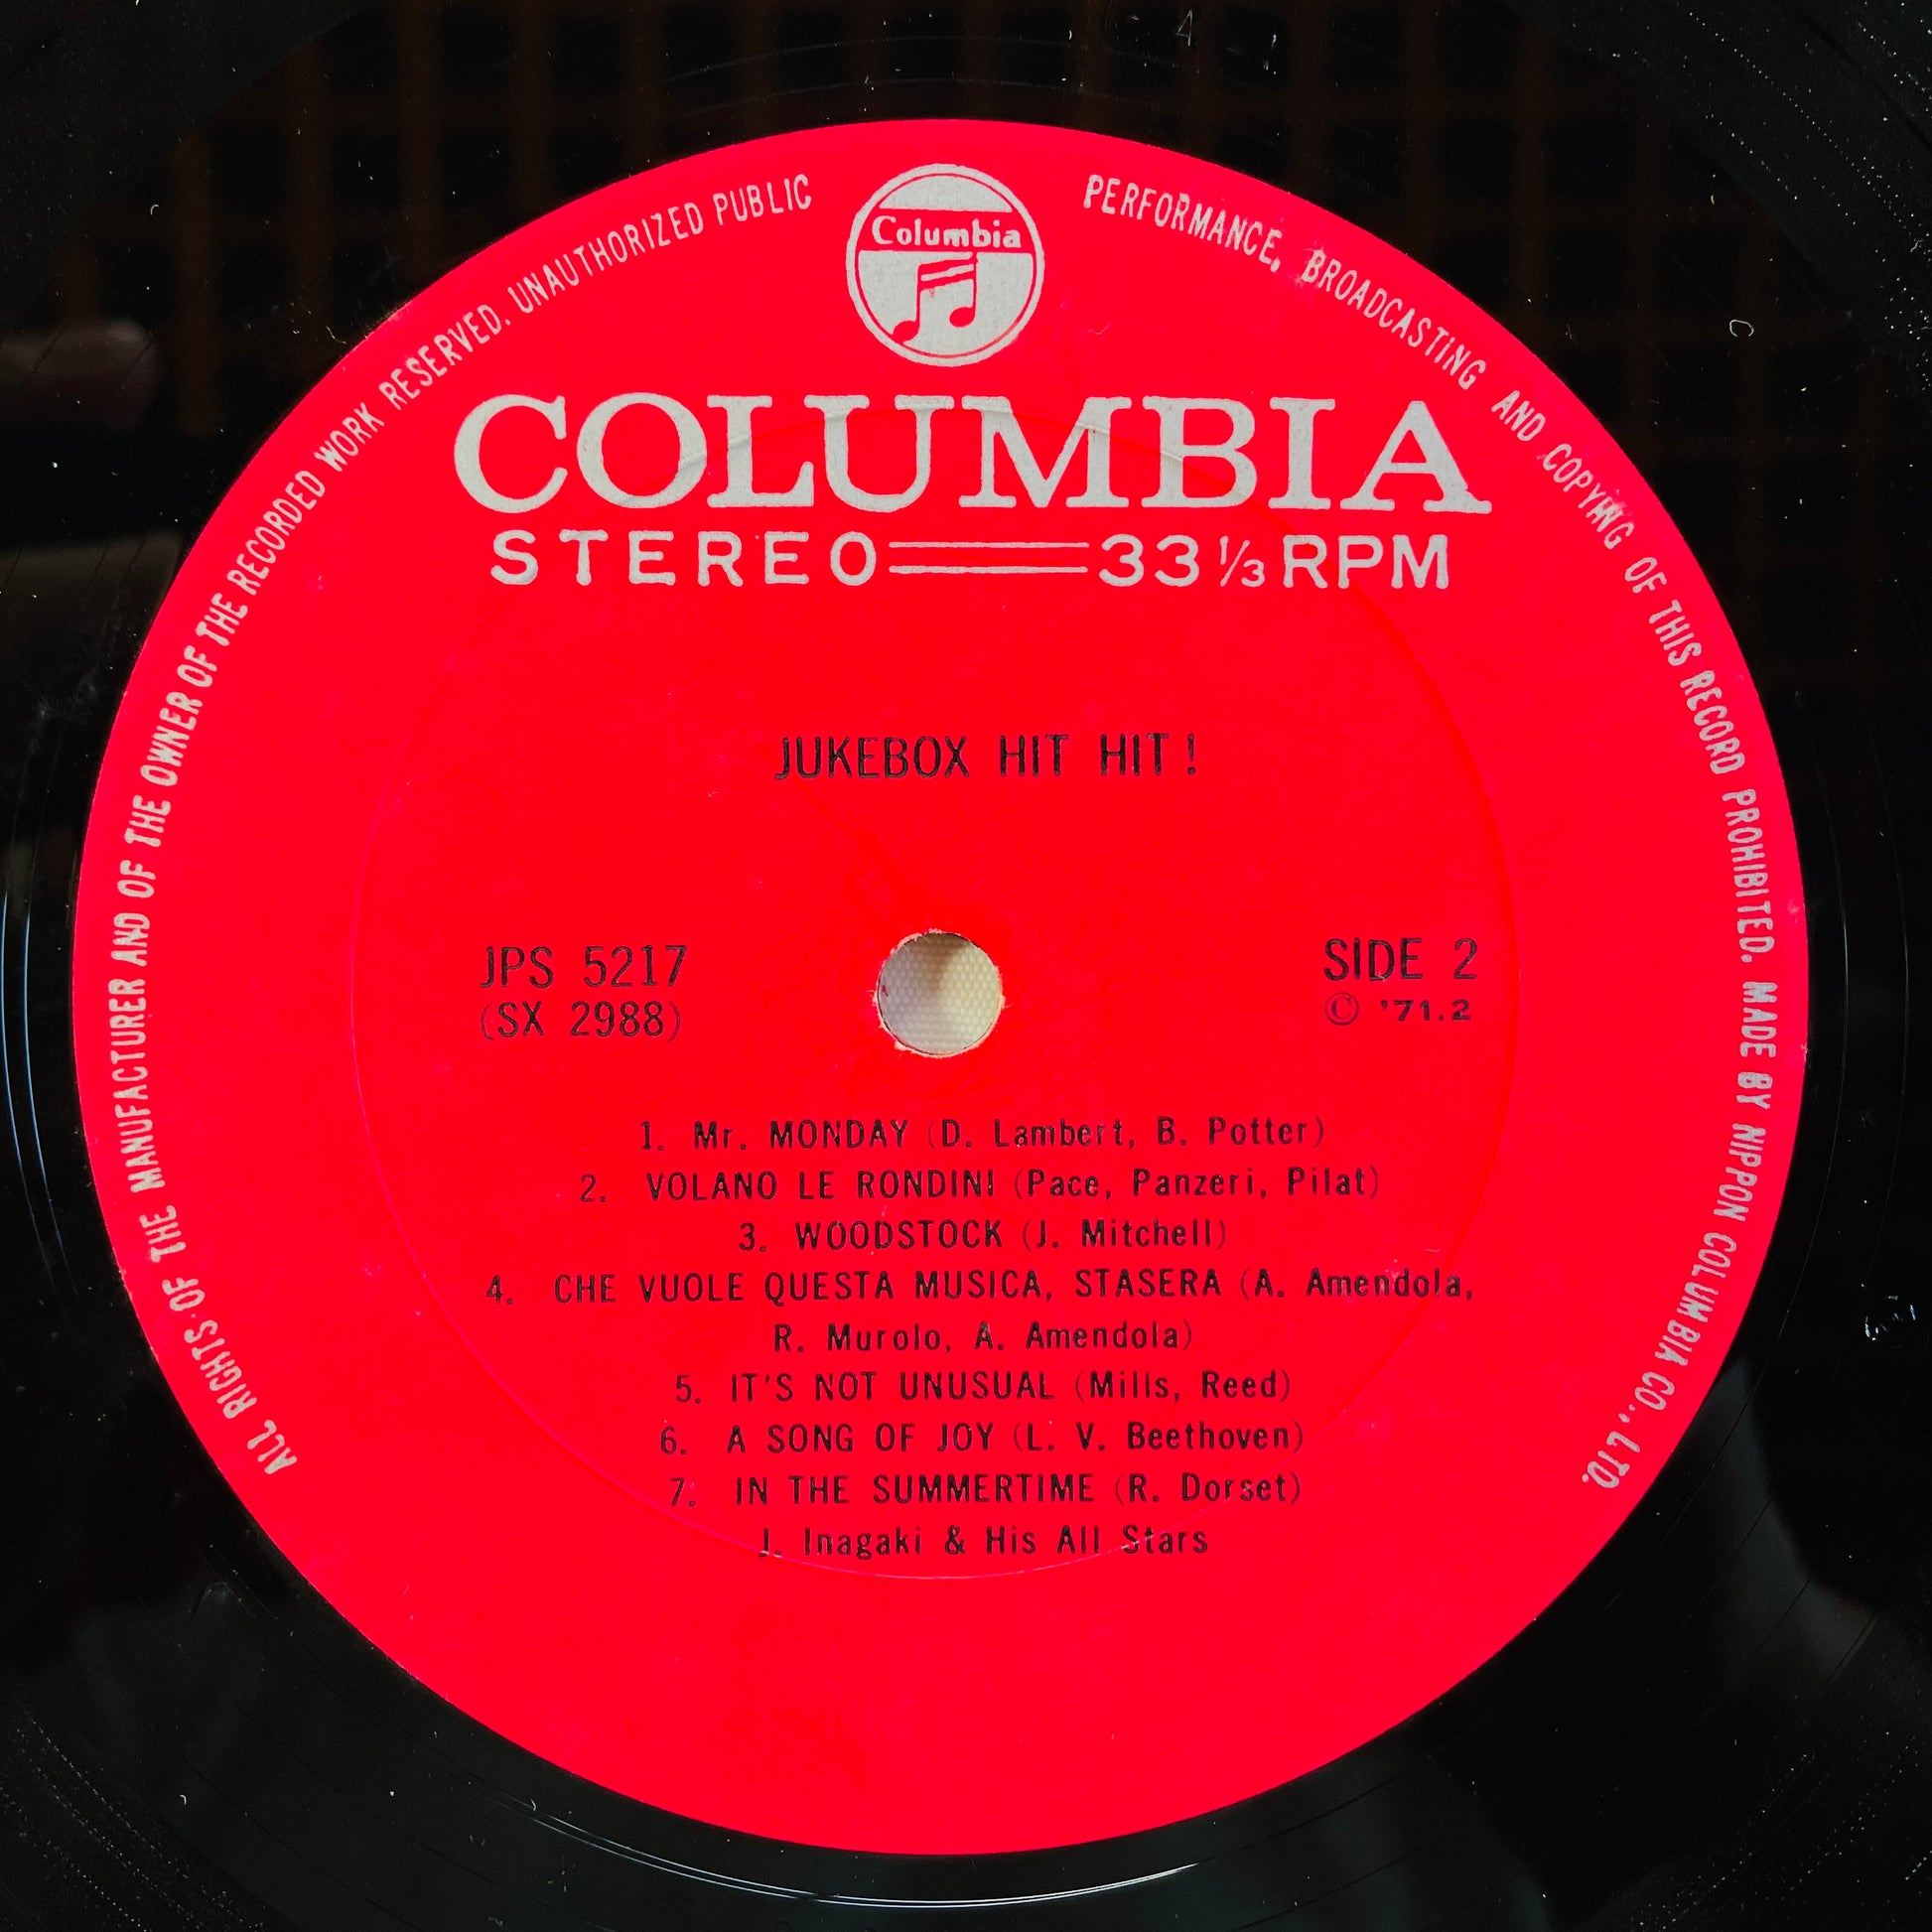 ALL RIGHTS OF THE MANUFACTURER AND OF THE OWNER OF THE RECORDED WORK RESERVED. UNAUTHORIZED PUBLIC PERFORMANCE, BROADCASTING AND COPYING OF THIS RECORD PROHIBITED. MADE BY NIPPON COLUMBIA CO., LTD.
Columbia
COLUMBIA
STEREO 33 1/3 RPM
JUKEBOX HIT HIT!
JPS 5217
(SX 2988)
SIDE 2
© '71.2
1. Mr. MONDAY (D. Lambert, B. Potter)
2. VOLANO LE RONDINI (Pace, Panzeri, Pilat)
3. WOODSTOCK (J. Mitchell)
4. CHE VUOLE QUESTA MUSICA, STASERA (A. Amendola,
R. Murolo, A. Amendola)
5. IT'S NOT UNUSUAL (Mills, Reed)
6. A SONG OF JOY (L. V. Beethoven)
7. IN THE SUMMERTIME (R. Dorset)
J. Inagaki & His All Stars